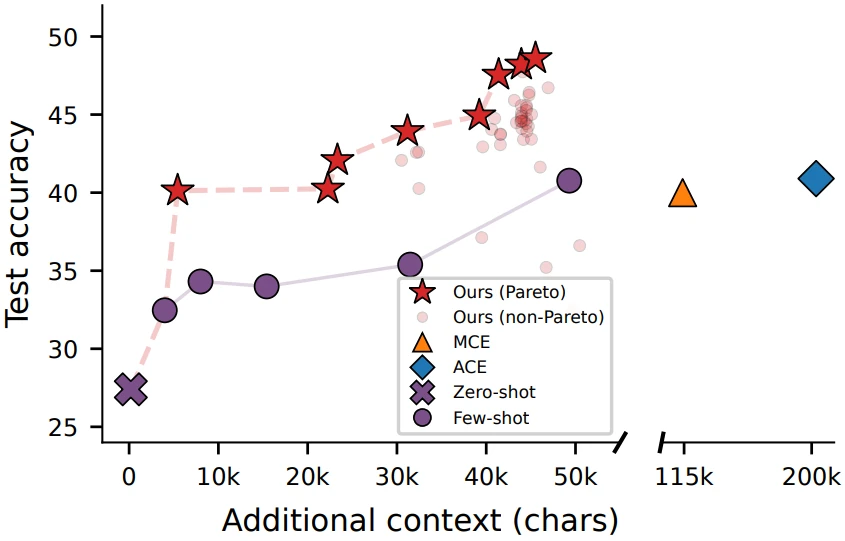 50
45
40
35
30
25
Test accuracy
Ours (Pareto)
Ours (non-Pareto)
MCE
ACE
Zero-shot
Few-shot
0 10k 20k 30k 40k 50k 115k 200k
Additional context (chars)